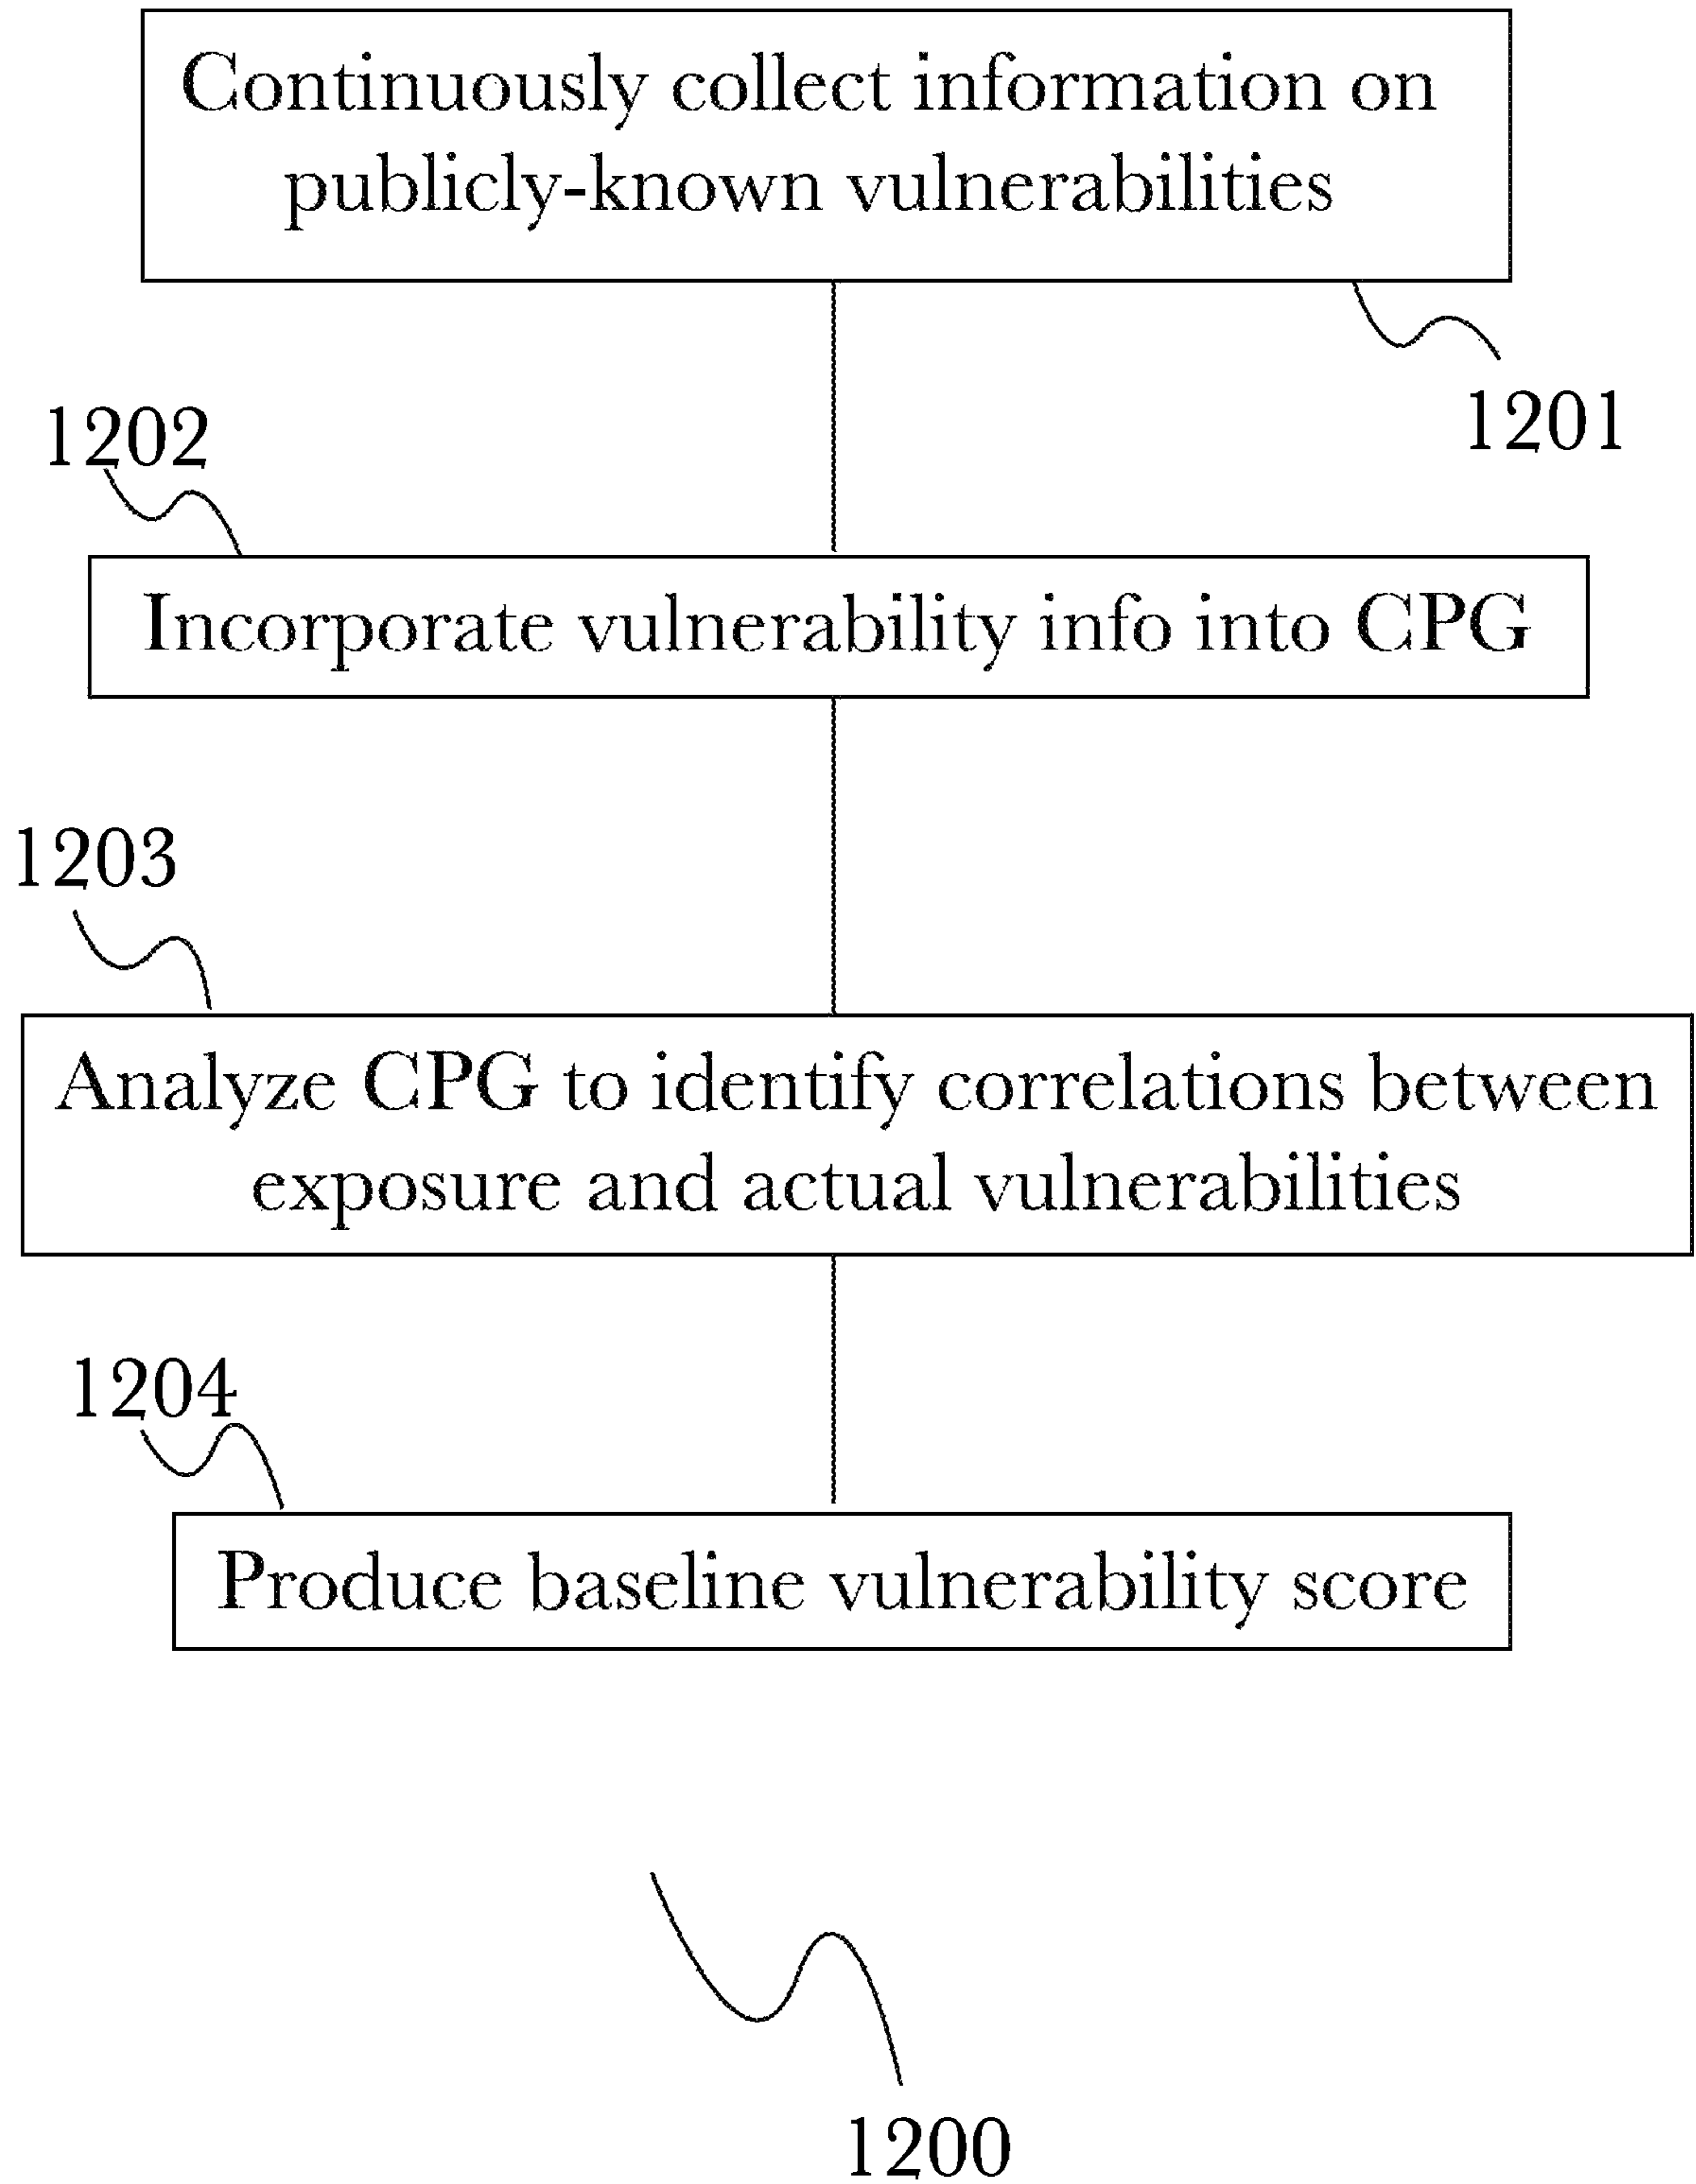 Continuously collect information on
publicly-known vulnerabilities
1201
1202
Incorporate vulnerability info into CPG
1203
Analyze CPG to identify correlations between
exposure and actual vulnerabilities
1204
Produce baseline vulnerability score
1200